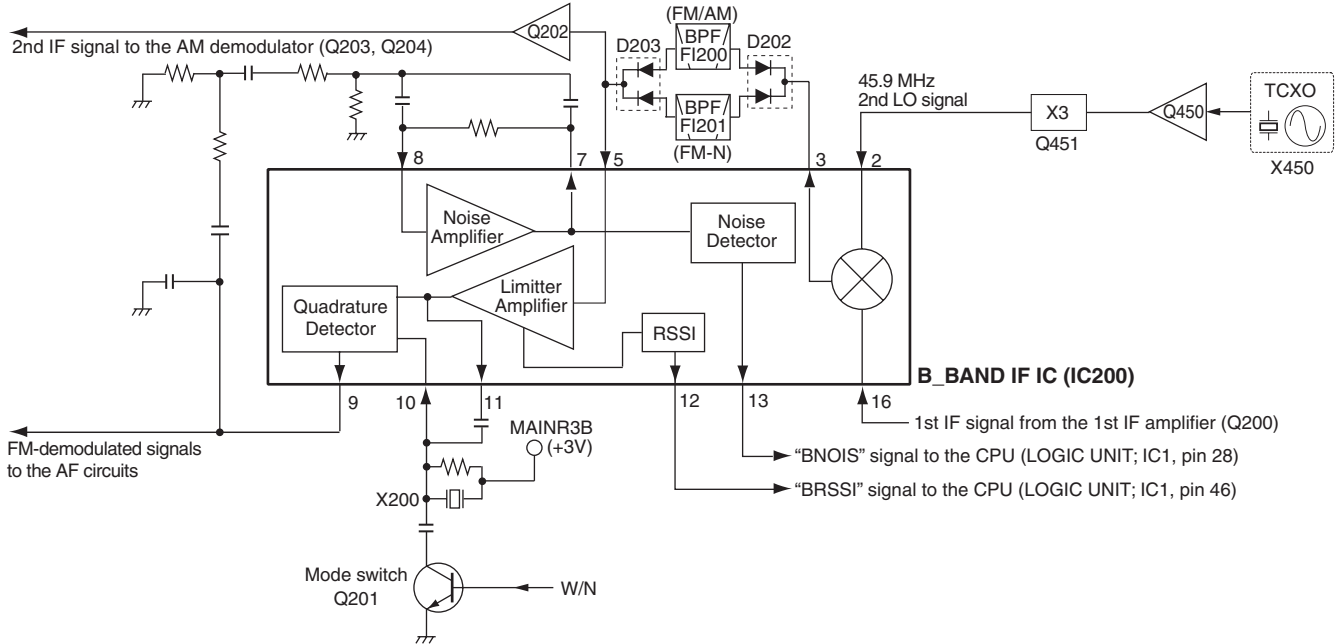 (FM/AM)
Q202
BPF
FI200
D203
D202
2nd IF signal to the AM demodulator (Q203, Q204)
BPF
FI201
(FM-N)
45.9 MHz
2nd LO signal
X3
Q451
Q450
TCXO
X450
8
7
5
3
2
Noise
Amplifier
Noise
Detector
Limitter
Amplifier
Quadrature
Detector
RSSI
B_BAND IF IC (IC200)
9
10
11
12
13
16
1st IF signal from the 1st IF amplifier (Q200)
FM-demodulated signals
to the AF circuits
MAINR3B
(+3V)
"BNOIS" signal to the CPU (LOGIC UNIT; IC1, pin 28)
"BRSSI" signal to the CPU (LOGIC UNIT; IC1, pin 46)
X200
Mode switch
Q201
W/N